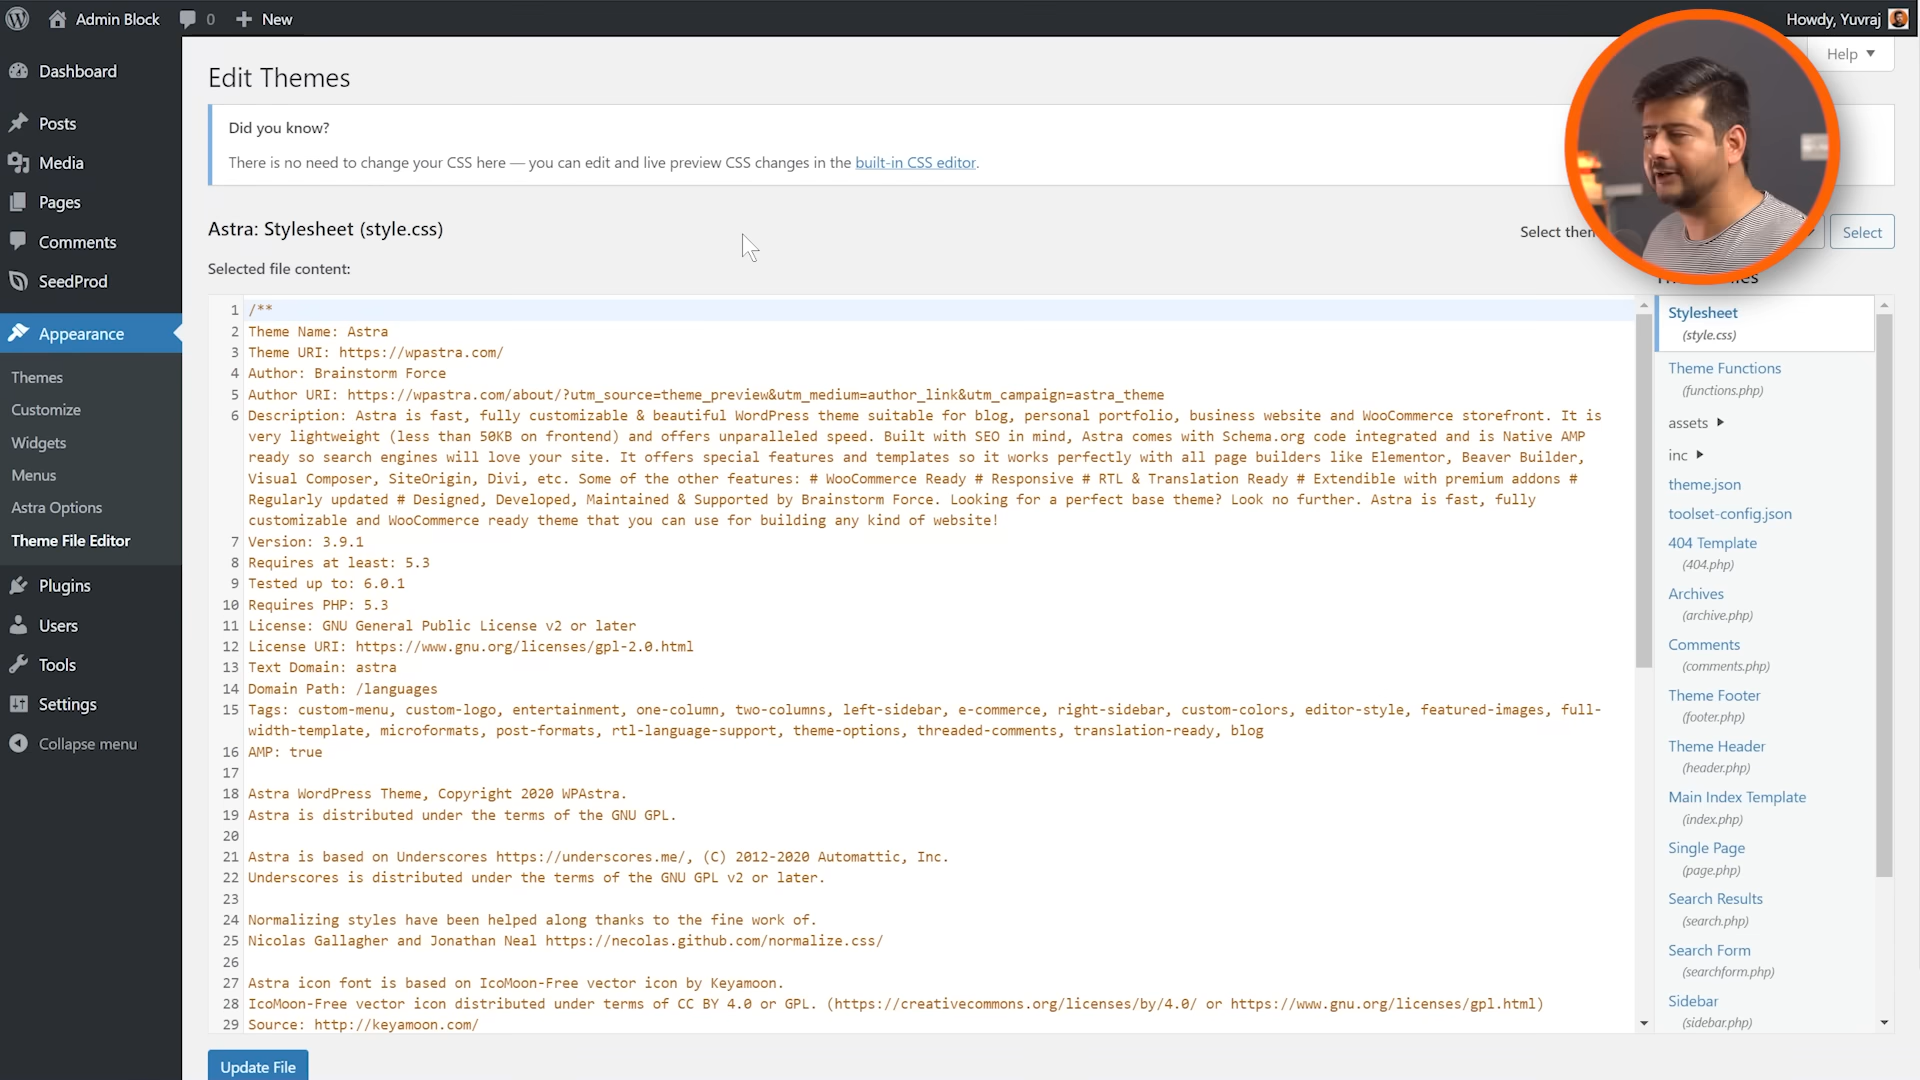 Admin Block
0
New
Howdy, Yuvraj
Help
Dashboard
Posts
Media
Pages
Comments
SeedProd
Appearance
Themes
Customize
Widgets
Menus
Astra Options
Theme File Editor
Plugins
Users
Tools
Settings
Collapse menu
Edit Themes
Did you know?
There is no need to change your CSS here — you can edit and live preview CSS changes in the built-in CSS editor.
Astra: Stylesheet (style.css)
Select
Select
Selected file content:
1 /**
2 Theme Name: Astra
3 Theme URI: https://wpastra.com/
4 Author: Brainstorm Force
5 Author URI: https://wpastra.com/about/?utm_source=theme_preview&utm_medium=author_link&utm_campaign=astra_theme
6 Description: Astra is fast, fully customizable & beautiful WordPress theme suitable for blog, personal portfolio, business website and WooCommerce storefront. It is
very lightweight (less than 50KB on frontend) and offers unparalleled speed. Built with SEO in mind, Astra comes with Schema.org code integrated and is Native AMP
ready so search engines will love your site. It offers special features and templates so it works perfectly with all page builders like Elementor, Beaver Builder,
Visual Composer, SiteOrigin, Divi, etc. Some of the other features: # WooCommerce Ready # Responsive # RTL & Translation Ready # Extendible with premium addons #
Regularly updated # Designed, Developed, Maintained & Supported by Brainstorm Force. Looking for a perfect base theme? Look no further. Astra is fast, fully
customizable and WooCommerce ready theme that you can use for building any kind of website!
7 Version: 3.9.1
8 Requires at least: 5.3
9 Tested up to: 6.0.1
10 Requires PHP: 5.3
11 License: GNU General Public License v2 or later
12 License URI: https://www.gnu.org/licenses/gpl-2.0.html
13 Text Domain: astra
14 Domain Path: /languages
15 Tags: custom-menu, custom-logo, entertainment, one-column, two-columns, left-sidebar, e-commerce, right-sidebar, custom-colors, editor-style, featured-images, full-
width-template, microformats, post-formats, rtl-language-support, theme-options, threaded-comments, translation-ready, blog
16 AMP: true
17
18 Astra WordPress Theme, Copyright 2020 WPAstra.
19 Astra is distributed under the terms of the GNU GPL.
20
21 Astra is based on Underscores https://underscores.me/, (C) 2012-2020 Automattic, Inc.
22 Underscores is distributed under the terms of the GNU GPL v2 or later.
23
24 Normalizing styles have been helped along thanks to the fine work of.
25 Nicolas Gallagher and Jonathan Neal https://necolas.github.com/normalize.css/
26
27 Astra icon font is based on IcoMoon-Free vector icon by Keyamoon.
28 IcoMoon-Free vector icon distributed under terms of CC BY 4.0 or GPL. (https://creativecommons.org/licenses/by/4.0/ or https://www.gnu.org/licenses/gpl.html)
29 Source: http://keyamoon.com/
Update File
Stylesheet
(style.css)
Theme Functions
(functions.php)
assets
inc
theme.json
toolset-config.json
404 Template
(404.php)
Archives
(archive.php)
Comments
(comments.php)
Theme Footer
(footer.php)
Theme Header
(header.php)
Main Index Template
(index.php)
Single Page
(page.php)
Search Results
(search.php)
Search Form
(searchform.php)
Sidebar
(sidebar.php)